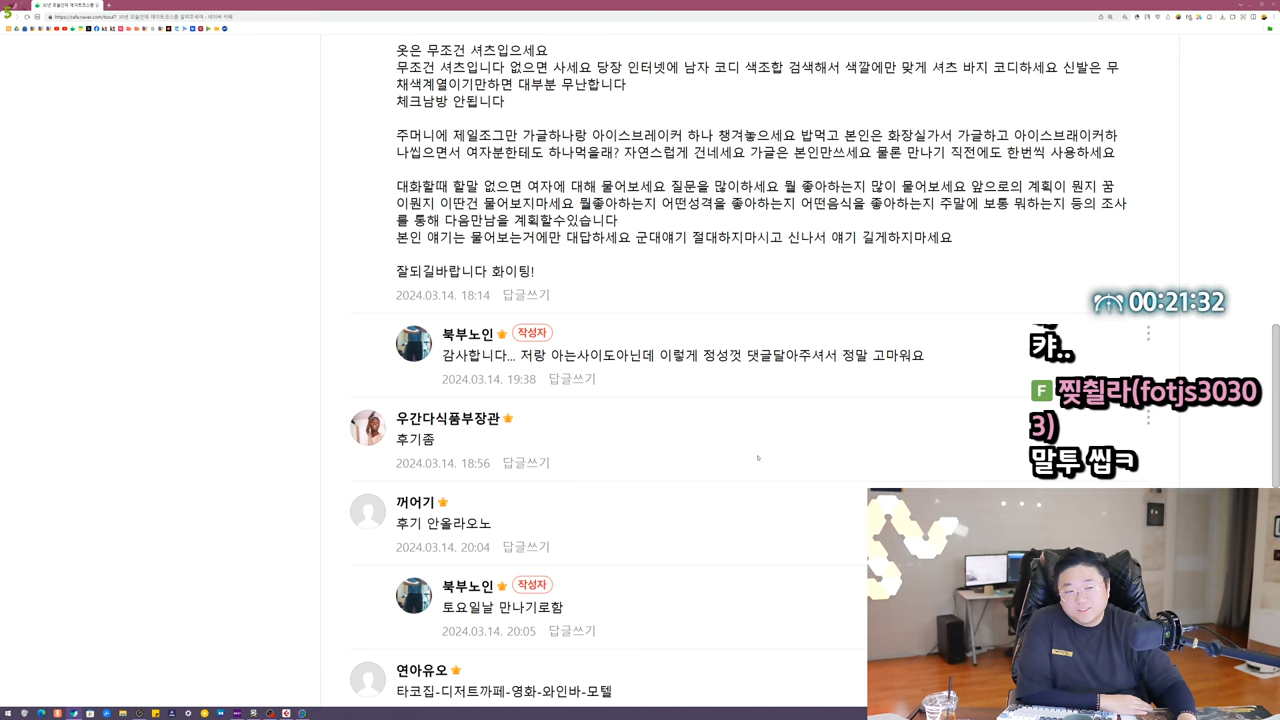 30년 모솔인데 데이트코스좀 알려주세여 : 네이버 카페
옷은 무조건 셔츠입으세요
무조건 셔츠입니다 없으면 사세요 당장 인터넷에 남자 코디 색조합 검색해서 색깔에만 맞게 셔츠 바지 코디하세요 신발은 무
채색계열이기만하면 대부분 무난합니다
체크남방 안됩니다
주머니에 제일조그만 가글하나랑 아이스브레이커 하나 챙겨놓으세요 밥먹고 본인은 화장실가서 가글하고 아이스브래이커하
나씹으면서 여자분한테도 하나먹을래? 자연스럽게 건네세요 가글은 본인만쓰세요 물론 만나기 직전에도 한번씩 사용하세요
대화할때 할말 없으면 여자에 대해 물어보세요 질문을 많이하세요 뭘 좋아하는지 많이 물어보세요 앞으로의 계획이 뭔지 꿈
이뭔지 이딴건 물어보지마세요 뭘좋아하는지 어떤성격을 좋아하는지 어떤음식을 좋아하는지 주말에 보통 뭐하는지 등의 조사
를 통해 다음만남을 계획할수있습니다
본인 얘기는 물어보는거에만 대답하세요 군대얘기 절대하지마시고 신나서 얘기 길게하지마세요
잘되길바랍니다 화이팅!
2024.03.14. 18:14 답글쓰기
00:21:32
북부노인 작성자
감사합니다... 저랑 아는사이도아닌데 이렇게 정성껏 댓글달아주셔서 정말 고마워요
2024.03.14. 19:38 답글쓰기
캬..
F 찢췰라(fotjs3030
3)
말투 씹ㅋ
우간다식품부장관
후기좀
2024.03.14. 18:56 답글쓰기
꺼어기
후기 안올라오노
2024.03.14. 20:04 답글쓰기
북부노인 작성자
토요일날 만나기로함
2024.03.14. 20:05 답글쓰기
연아유오
타코집-디저트까페-영화-와인바-모텔